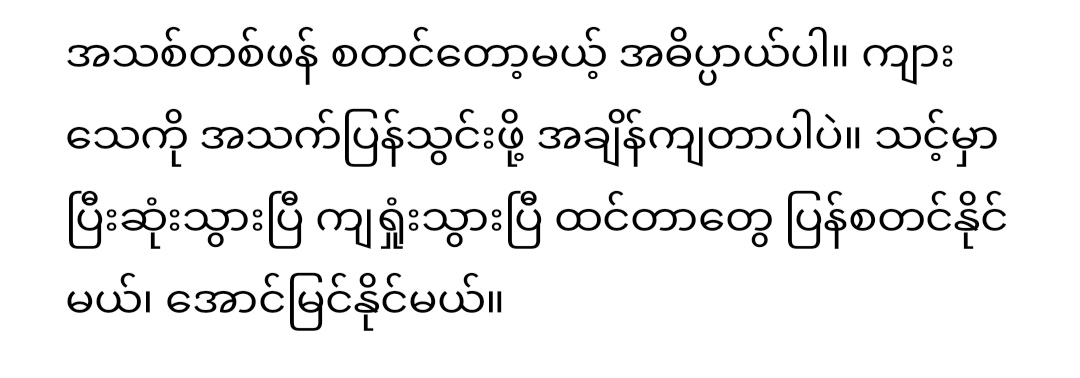 အသစ်တစ်ဖန် စတင်တော့မယ့် အဓိပ္ပာယ်ပါ။ ကျား
သေကို အသက်ပြန်သွင်းဖို့ အချိန်ကျတာပါပဲ။ သင့်မှာ
ပြီးဆုံးသွားပြီ ကျရှုံးသွားပြီ ထင်တာတွေ ပြန်စတင်နိုင်
မယ်၊ အောင်မြင်နိုင်မယ်။